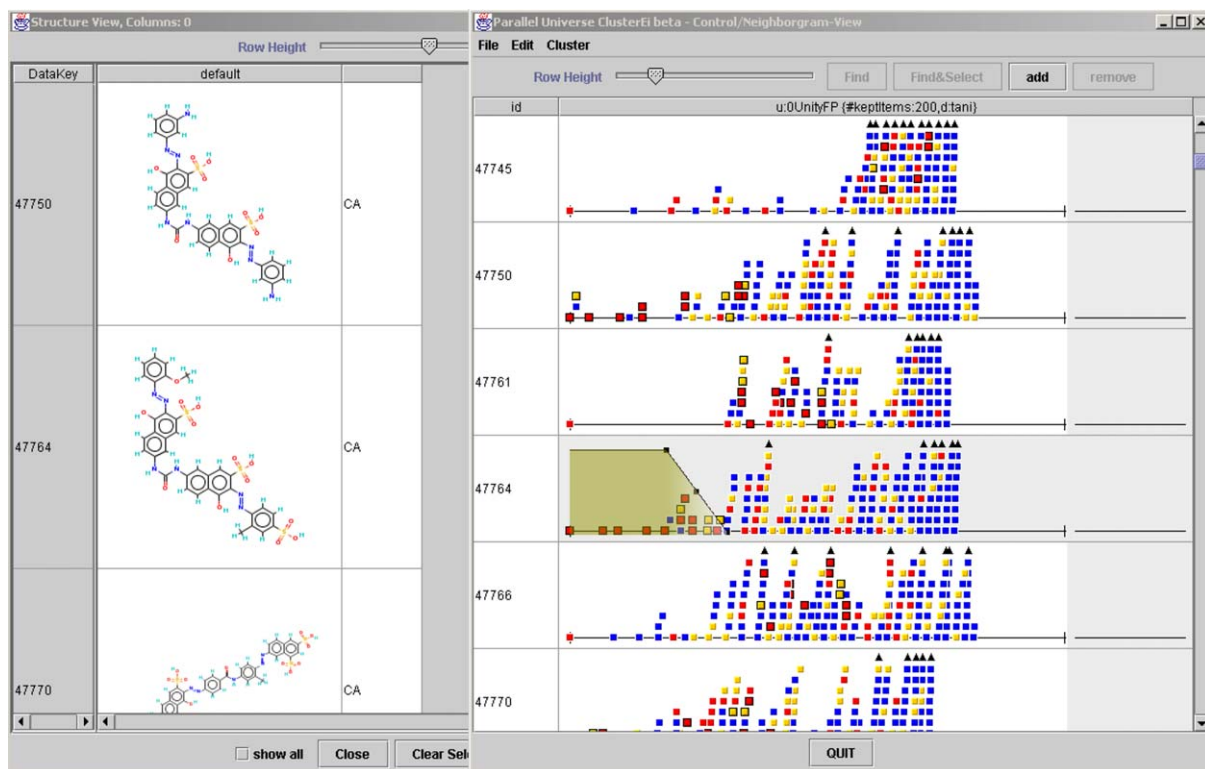 Structure View, Columns: 0
Row Height
DataKey default
47750 CA
47764 CA
47770 CA
show all Close Clear Sele
Parallel Universe ClusterEi beta - Control/Neighborgram-View
File Edit Cluster
Row Height Find Find&Select add remove
id u:0UnityFP {#keptItems:200,d:tani}
47745
47750
47761
47764
47766
47770
QUIT